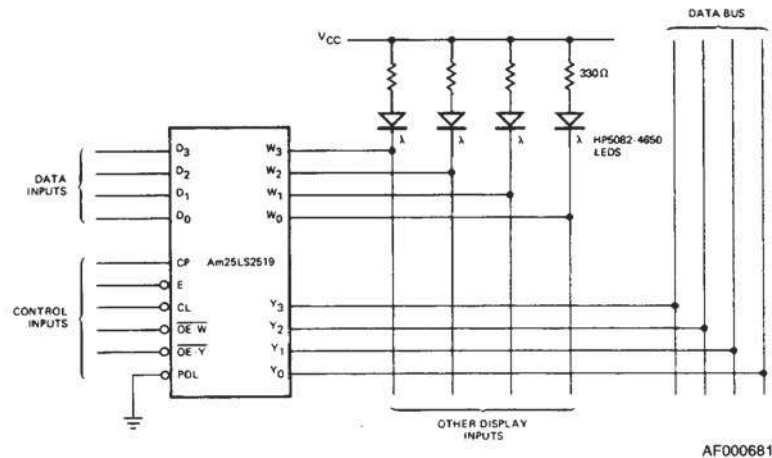 DATA BUS
VCC
330Ω
D3
D2
D1
D0
DATA
INPUTS
W3
W2
W1
W0
λ
λ
λ
λ
HP5082-4650
LEDS
CP
Am25LS2519
E
CL
OE·W
OE·Y
POL
CONTROL
INPUTS
Y3
Y2
Y1
Y0
OTHER DISPLAY
INPUTS
AF000681